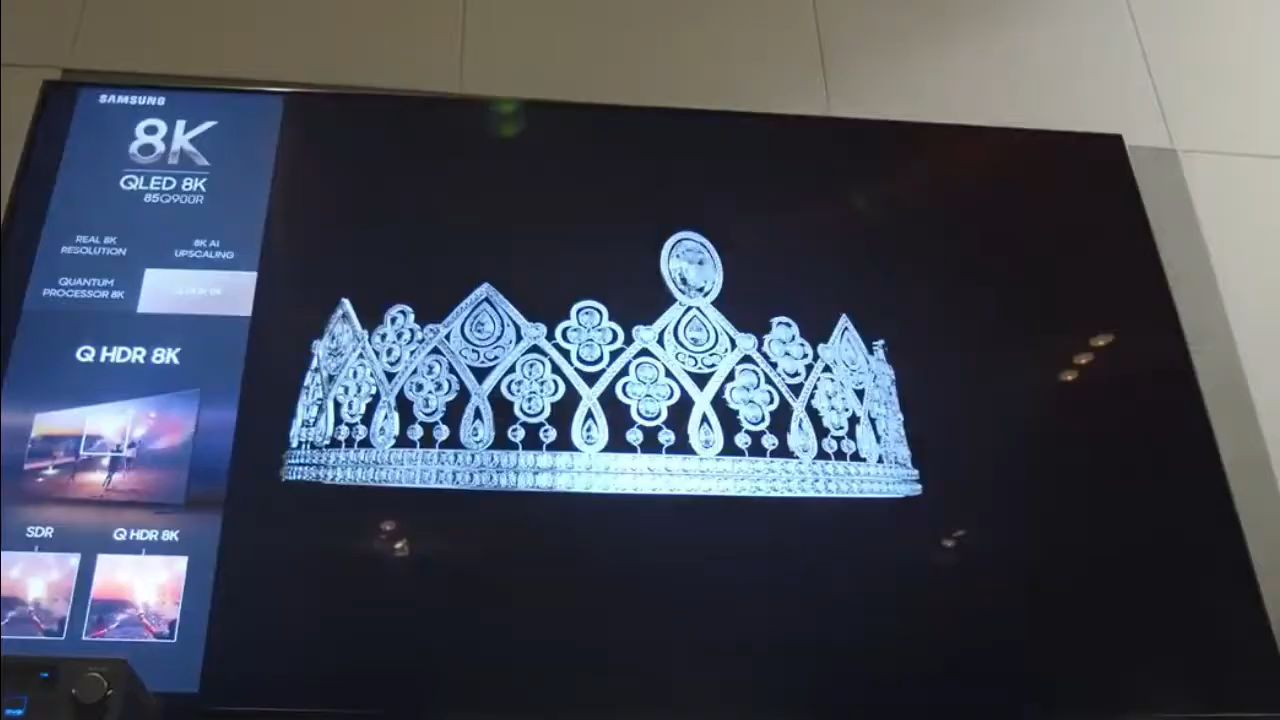 SAMSUNG
8K
QLED 8K
85Q900R
REAL 8K
RESOLUTION
8K AI
UPSCALING
QUANTUM
PROCESSOR 8K
Q HDR 8K
SDR
Q HDR 8K